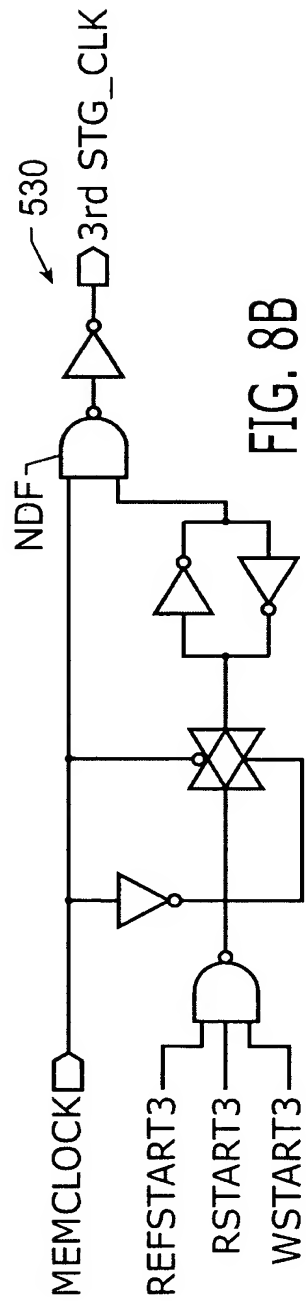 530
3rd STG_CLK
NDF
MEMCLOCK
REFSTART3
RSTART3
WSTART3
FIG. 8B